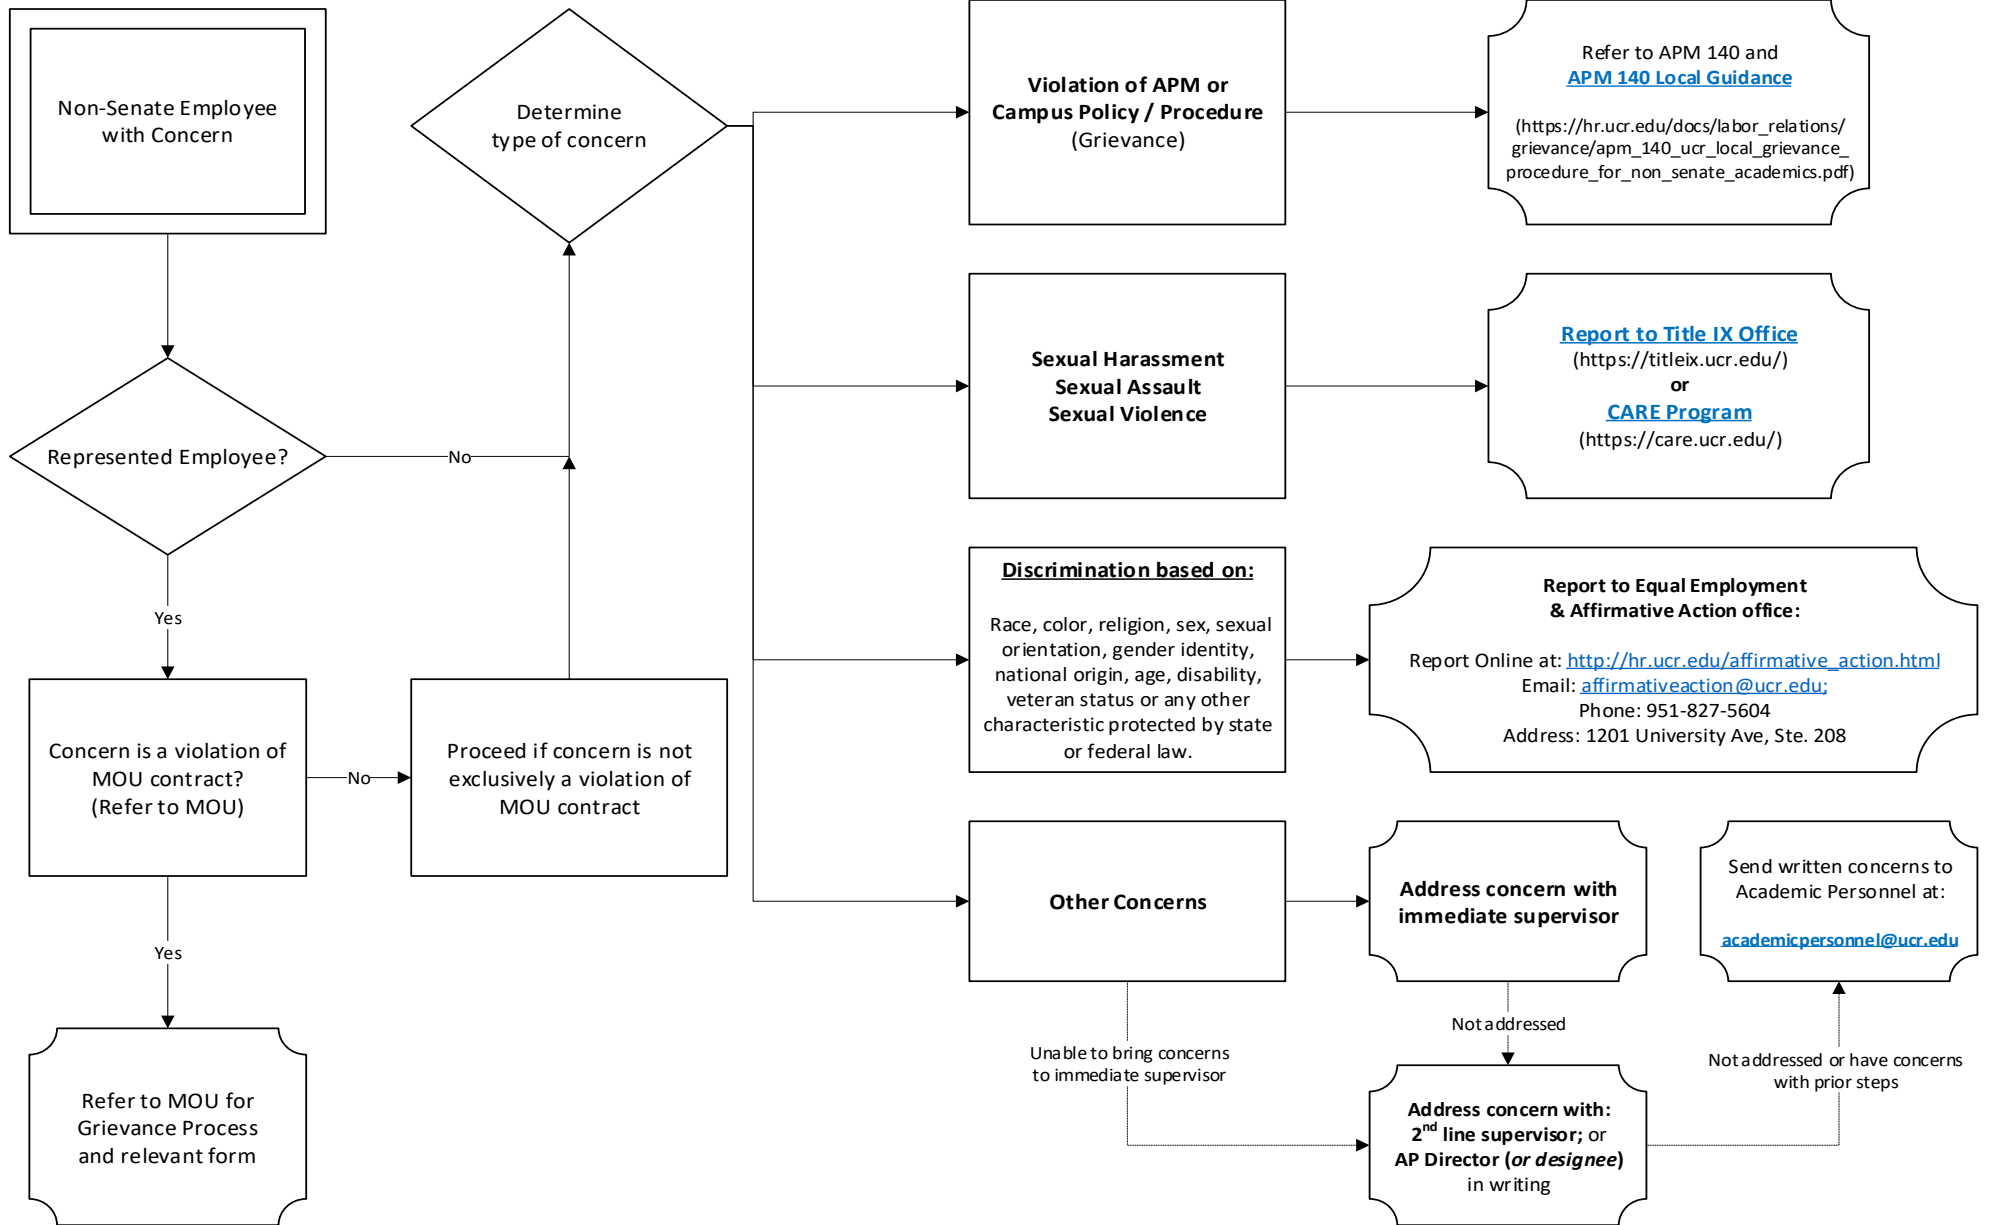 Non-Senate Employee
with Concern
Represented Employee?
No
Yes
Concern is a violation of
MOU contract?
(Refer to MOU)
No
Proceed if concern is not
exclusively a violation of
MOU contract
Yes
Refer to MOU for
Grievance Process
and relevant form
Determine
type of concern
Violation of APM or
Campus Policy / Procedure
(Grievance)
Refer to APM 140 and
APM 140 Local Guidance
(https://hr.ucr.edu/docs/labor_relations/
grievance/apm_140_ucr_local_grievance_
procedure_for_non_senate_academics.pdf)
Sexual Harassment
Sexual Assault
Sexual Violence
Report to Title IX Office
(https://titleix.ucr.edu/)
or
CARE Program
(https://care.ucr.edu/)
Discrimination based on:
Race, color, religion, sex, sexual
orientation, gender identity,
national origin, age, disability,
veteran status or any other
characteristic protected by state
or federal law.
Report to Equal Employment
& Affirmative Action office:
Report Online at: http://hr.ucr.edu/affirmative_action.html
Email: affirmativeaction@ucr.edu;
Phone: 951-827-5604
Address: 1201 University Ave, Ste. 208
Other Concerns
Address concern with
immediate supervisor
Send written concerns to
Academic Personnel at:
academicpersonnel@ucr.edu
Unable to bring concerns
to immediate supervisor
Not addressed
Address concern with:
2nd line supervisor; or
AP Director (or designee)
in writing
Not addressed or have concerns
with prior steps